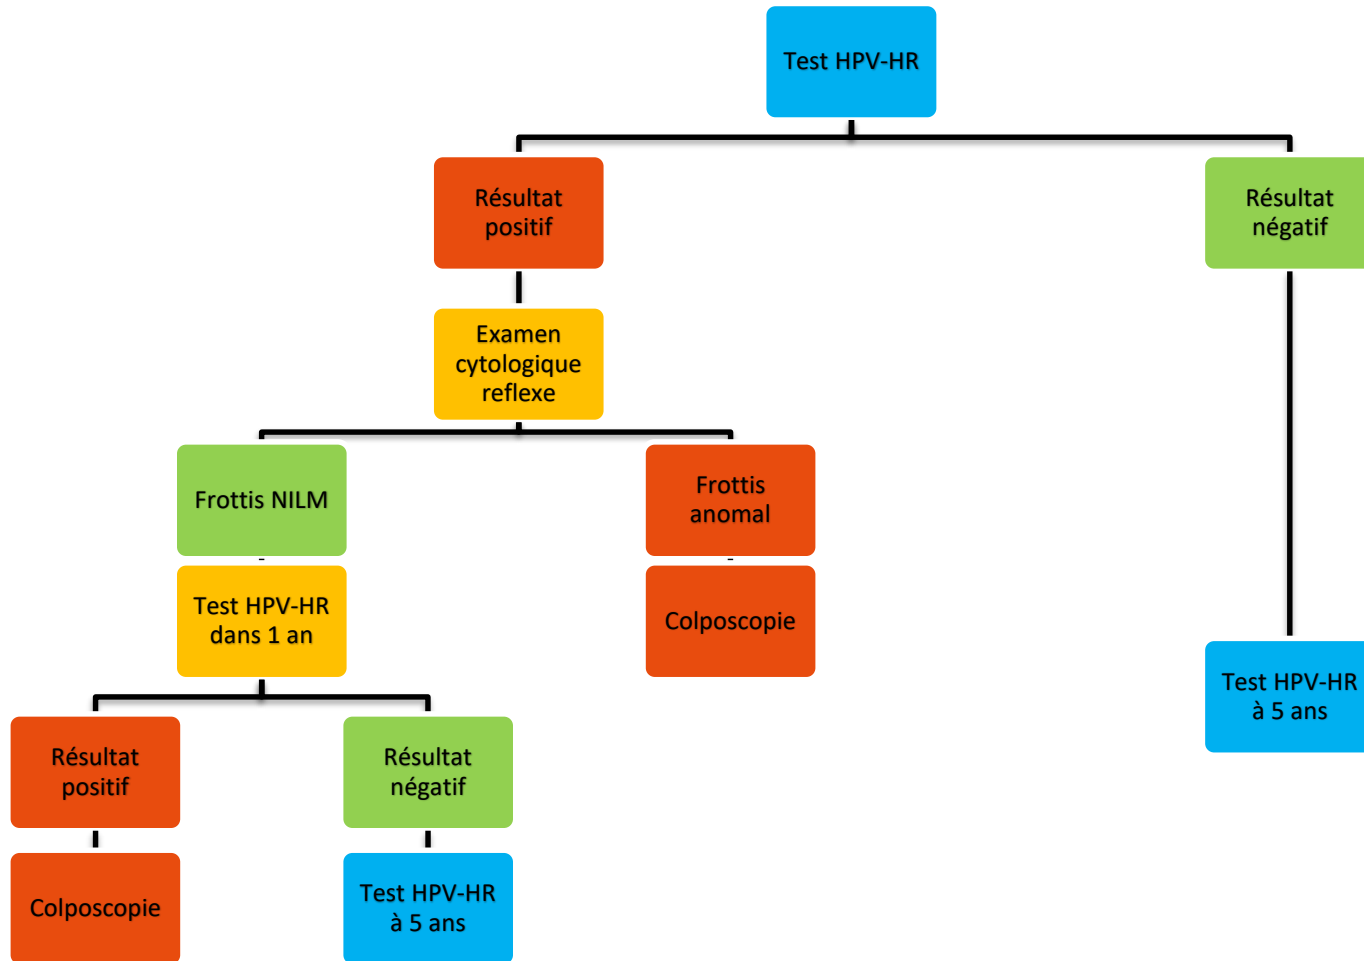 Test HPV-HR
Résultat
positif
Résultat
négatif
Examen
cytologique
reflexe
Frottis NILM
Frottis
anomal
Test HPV-HR
dans 1 an
Colposcopie
Test HPV-HR
à 5 ans
Résultat
positif
Résultat
négatif
Colposcopie
Test HPV-HR
à 5 ans